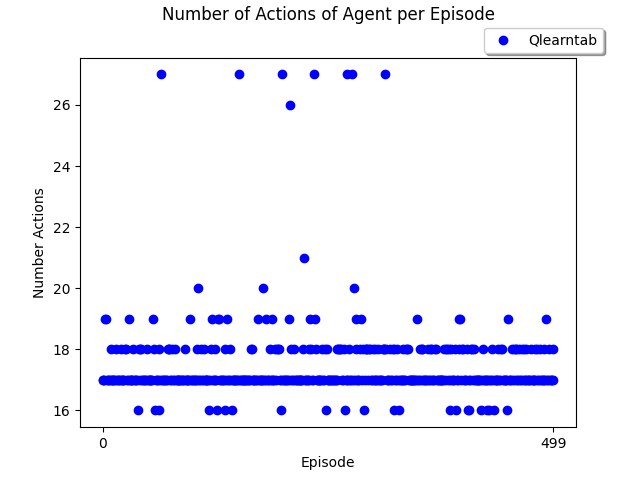 Number of Actions of Agent per Episode
Qlearntab
26
24
22
20
18
16
Number Actions
0
499
Episode